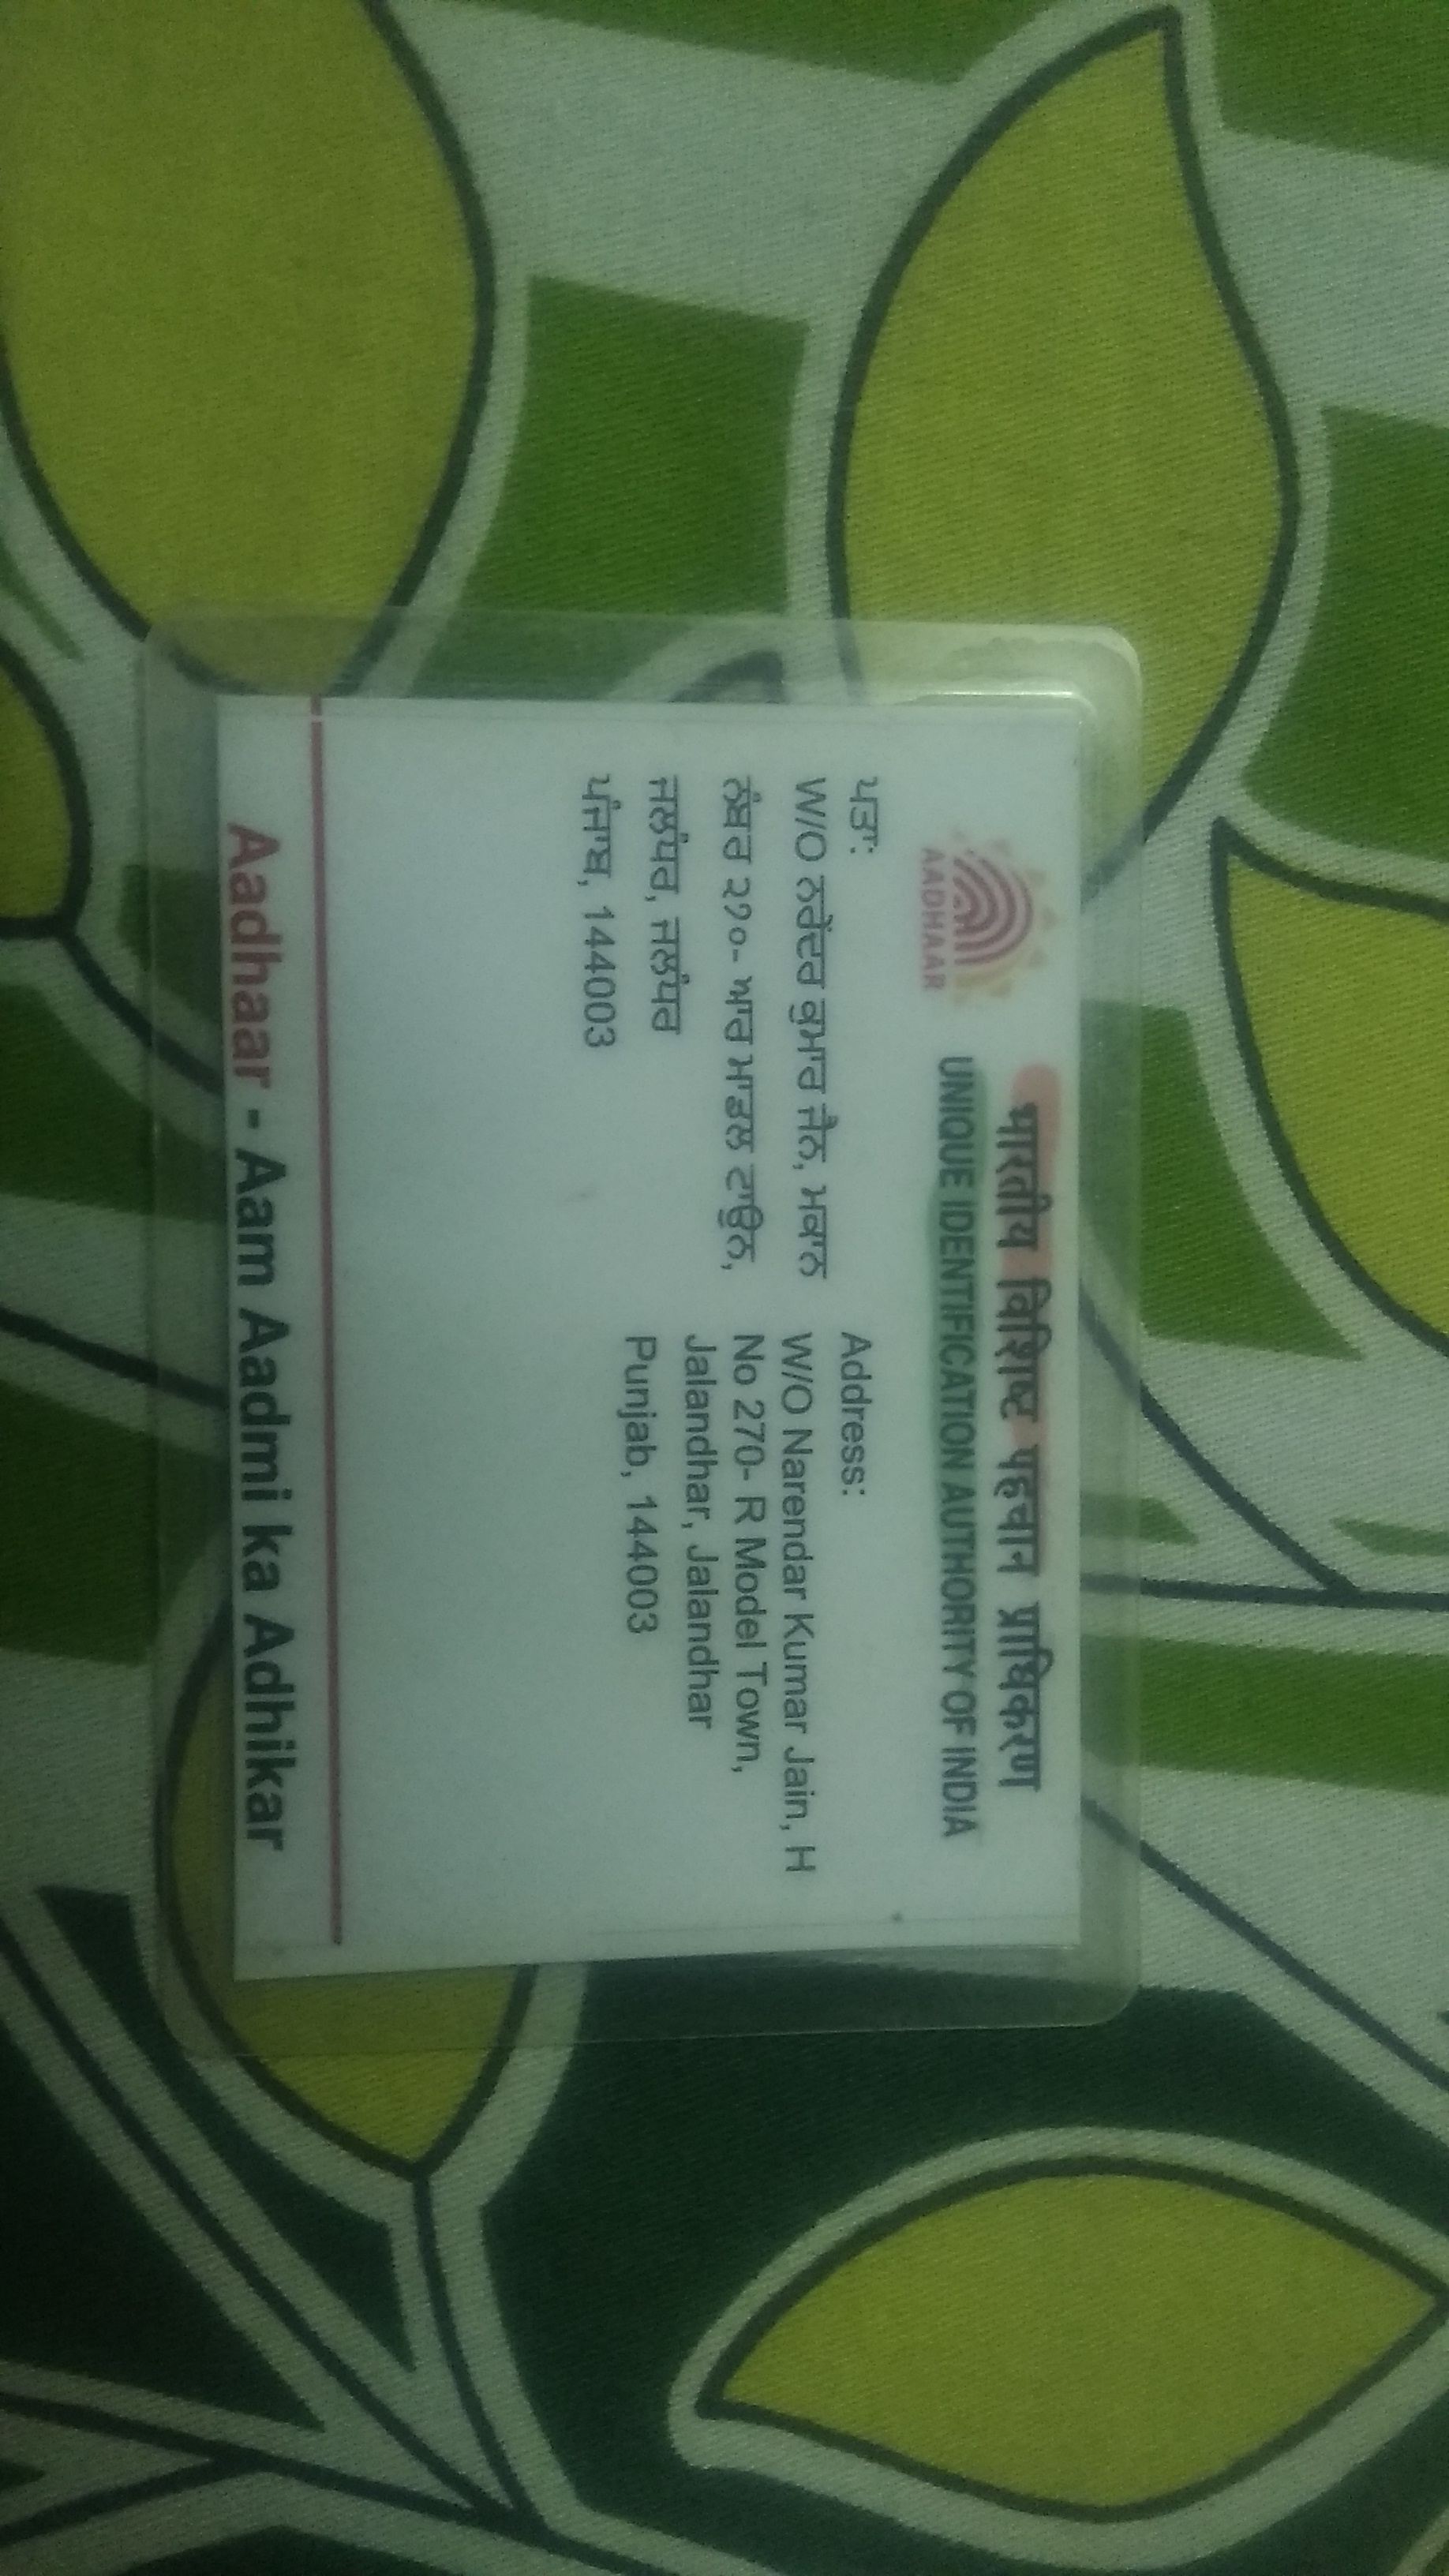 भारतीय विशिष्ट पहचान प्राधिकरण
UNIQUE IDENTIFICATION AUTHORITY OF INDIA
AADHAAR
ਪਤਾ:
W/O ਨਰੇਂਦਰ ਕੁਮਾਰ ਜੈਨ, ਮਕਾਨ
ਨੰਬਰ ੨੭੦- ਆਰ ਮਾਡਲ ਟਾਊਨ,
ਜਲੰਧਰ, ਜਲੰਧਰ
ਪੰਜਾਬ, 144003
Address:
W/O Narendar Kumar Jain, H
No 270- R Model Town,
Jalandhar, Jalandhar
Punjab, 144003
Aadhaar - Aam Aadmi ka Adhikar